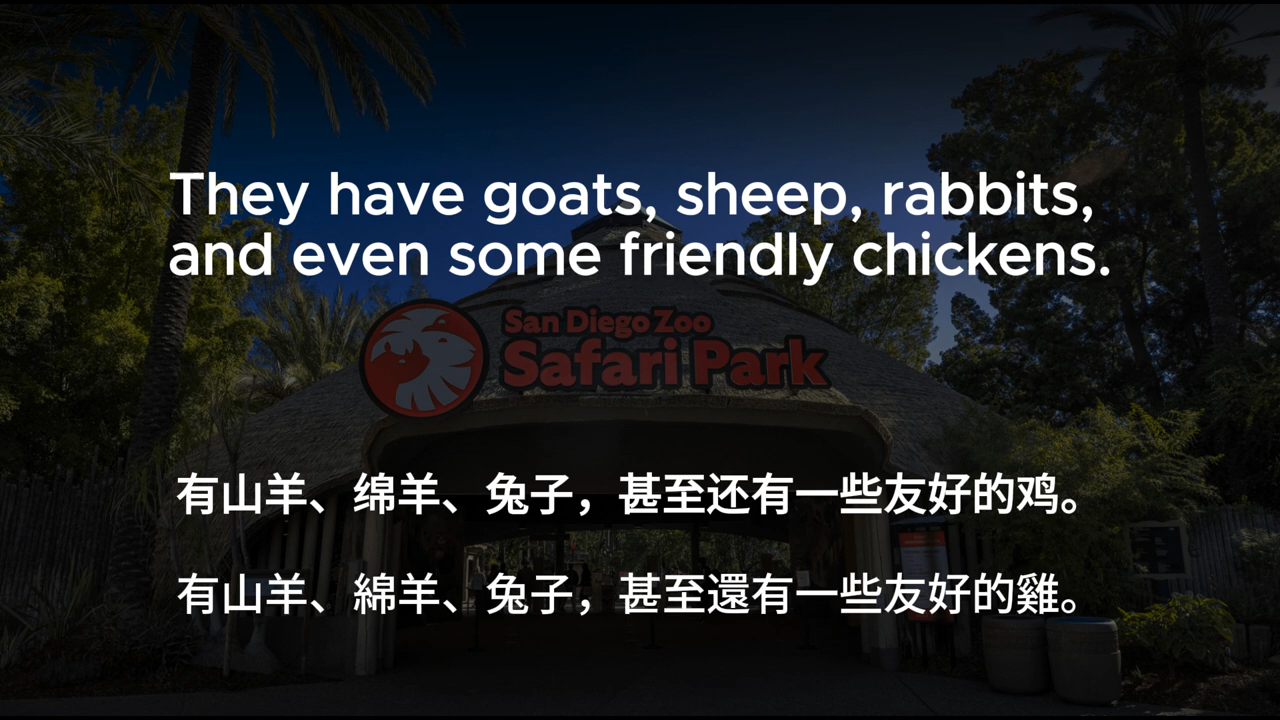 They have goats, sheep, rabbits,
and even some friendly chickens.
San Diego Zoo
Safari Park
有山羊、绵羊、兔子，甚至还有一些友好的鸡。
有山羊、綿羊、兔子，甚至還有一些友好的雞。